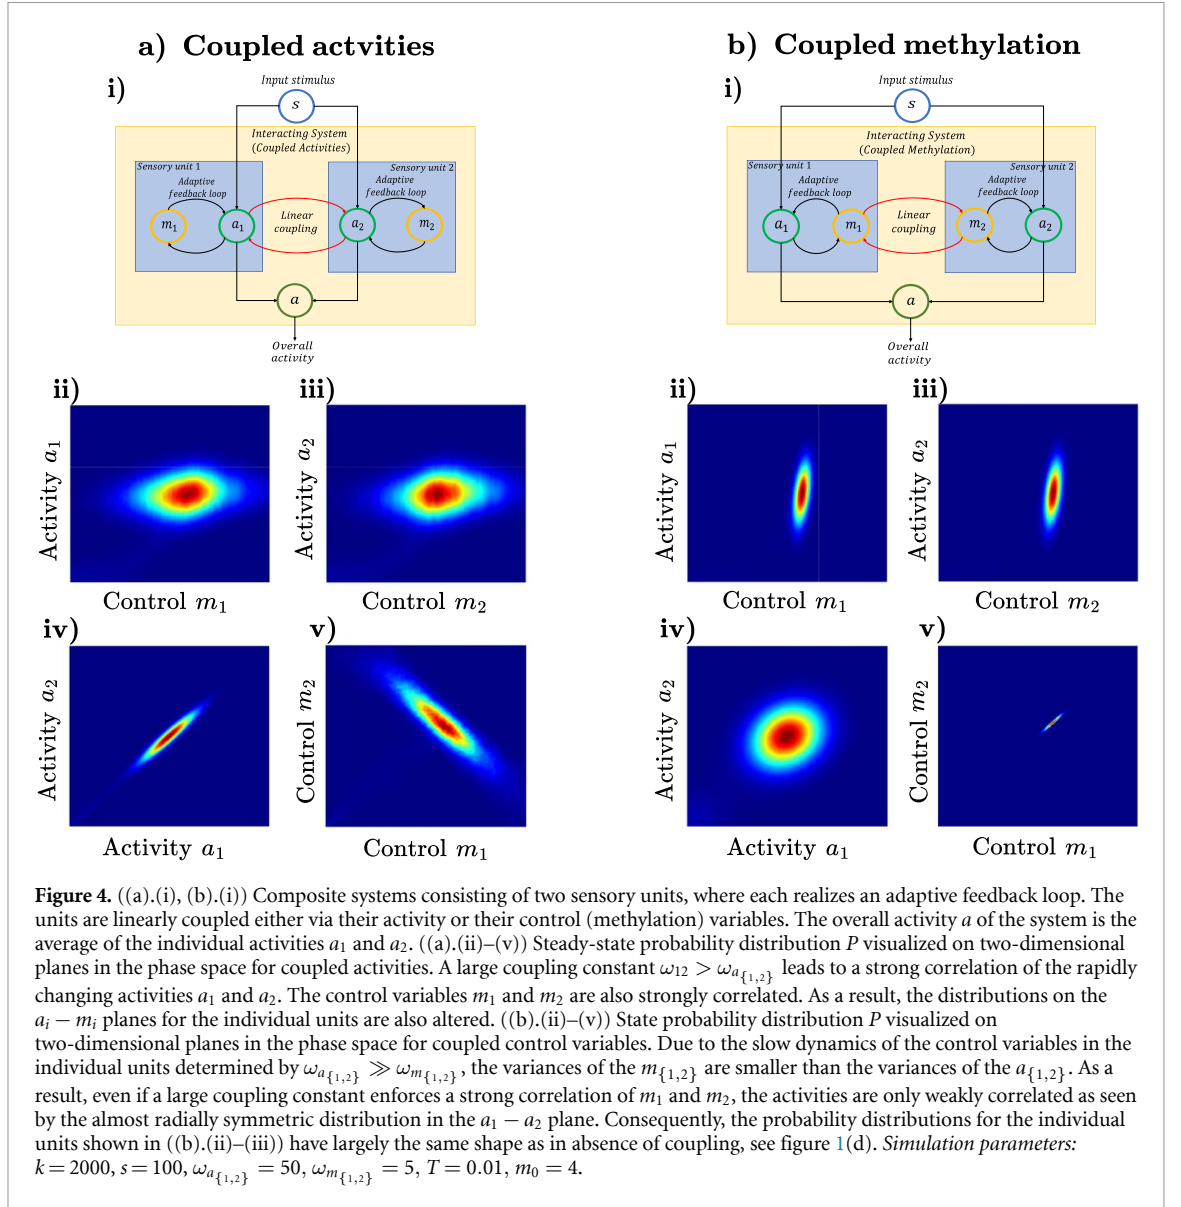 a) Coupled actvities
i)
Input stimulus
s
Interacting System
(Coupled Activities)
Sensory unit 1
Sensory unit 2
Adaptive
feedback loop
Adaptive
feedback loop
m1
a1
Linear
coupling
a2
m2
a
Overall
activity
ii)
Activity a1
Control m1
iii)
Activity a2
Control m2
iv)
Activity a2
Activity a1
v)
Control m2
Control m1
b) Coupled methylation
i)
Input stimulus
s
Interacting System
(Coupled Methylation)
Sensory unit 1
Sensory unit 2
Adaptive
feedback loop
Adaptive
feedback loop
a1
m1
Linear
coupling
m2
a2
a
Overall
activity
ii)
Activity a1
Control m1
iii)
Activity a2
Control m2
iv)
Activity a2
Activity a1
v)
Control m2
Control m1
Figure 4. ((a).(i), (b).(i)) Composite systems consisting of two sensory units, where each realizes an adaptive feedback loop. The
units are linearly coupled either via their activity or their control (methylation) variables. The overall activity a of the system is the
average of the individual activities a1 and a2. ((a).(ii)–(v)) Steady-state probability distribution P visualized on two-dimensional
planes in the phase space for coupled activities. A large coupling constant ω12 > ωa{1,2} leads to a strong correlation of the rapidly
changing activities a1 and a2. The control variables m1 and m2 are also strongly correlated. As a result, the distributions on the
ai − mi planes for the individual units are also altered. ((b).(ii)–(v)) State probability distribution P visualized on
two-dimensional planes in the phase space for coupled control variables. Due to the slow dynamics of the control variables in the
individual units determined by ωa{1,2} ≫ ωm{1,2}, the variances of the m{1,2} are smaller than the variances of the a{1,2}. As a
result, even if a large coupling constant enforces a strong correlation of m1 and m2, the activities are only weakly correlated as seen
by the almost radially symmetric distribution in the a1 − a2 plane. Consequently, the probability distributions for the individual
units shown in ((b).(ii)–(iii)) have largely the same shape as in absence of coupling, see figure 1(d). Simulation parameters:
k = 2000, s = 100, ωa{1,2} = 50, ωm{1,2} = 5, T = 0.01, m0 = 4.